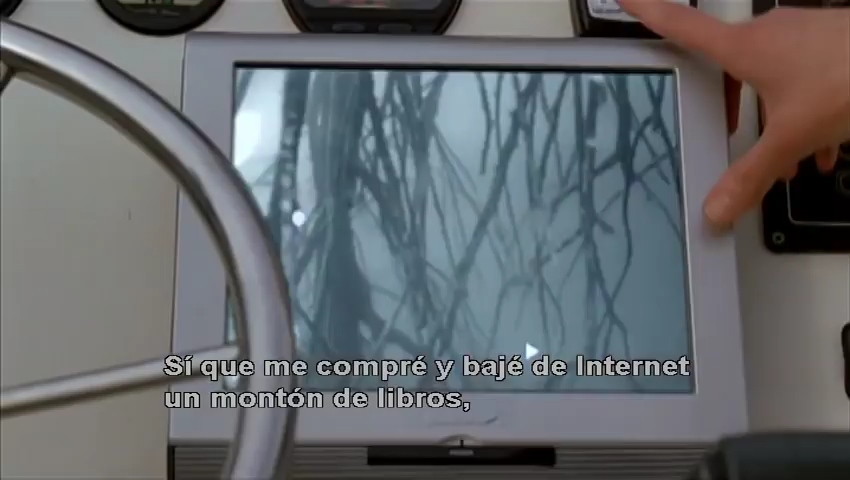 Sí que me compré y bajé de Internet
un montón de libros,